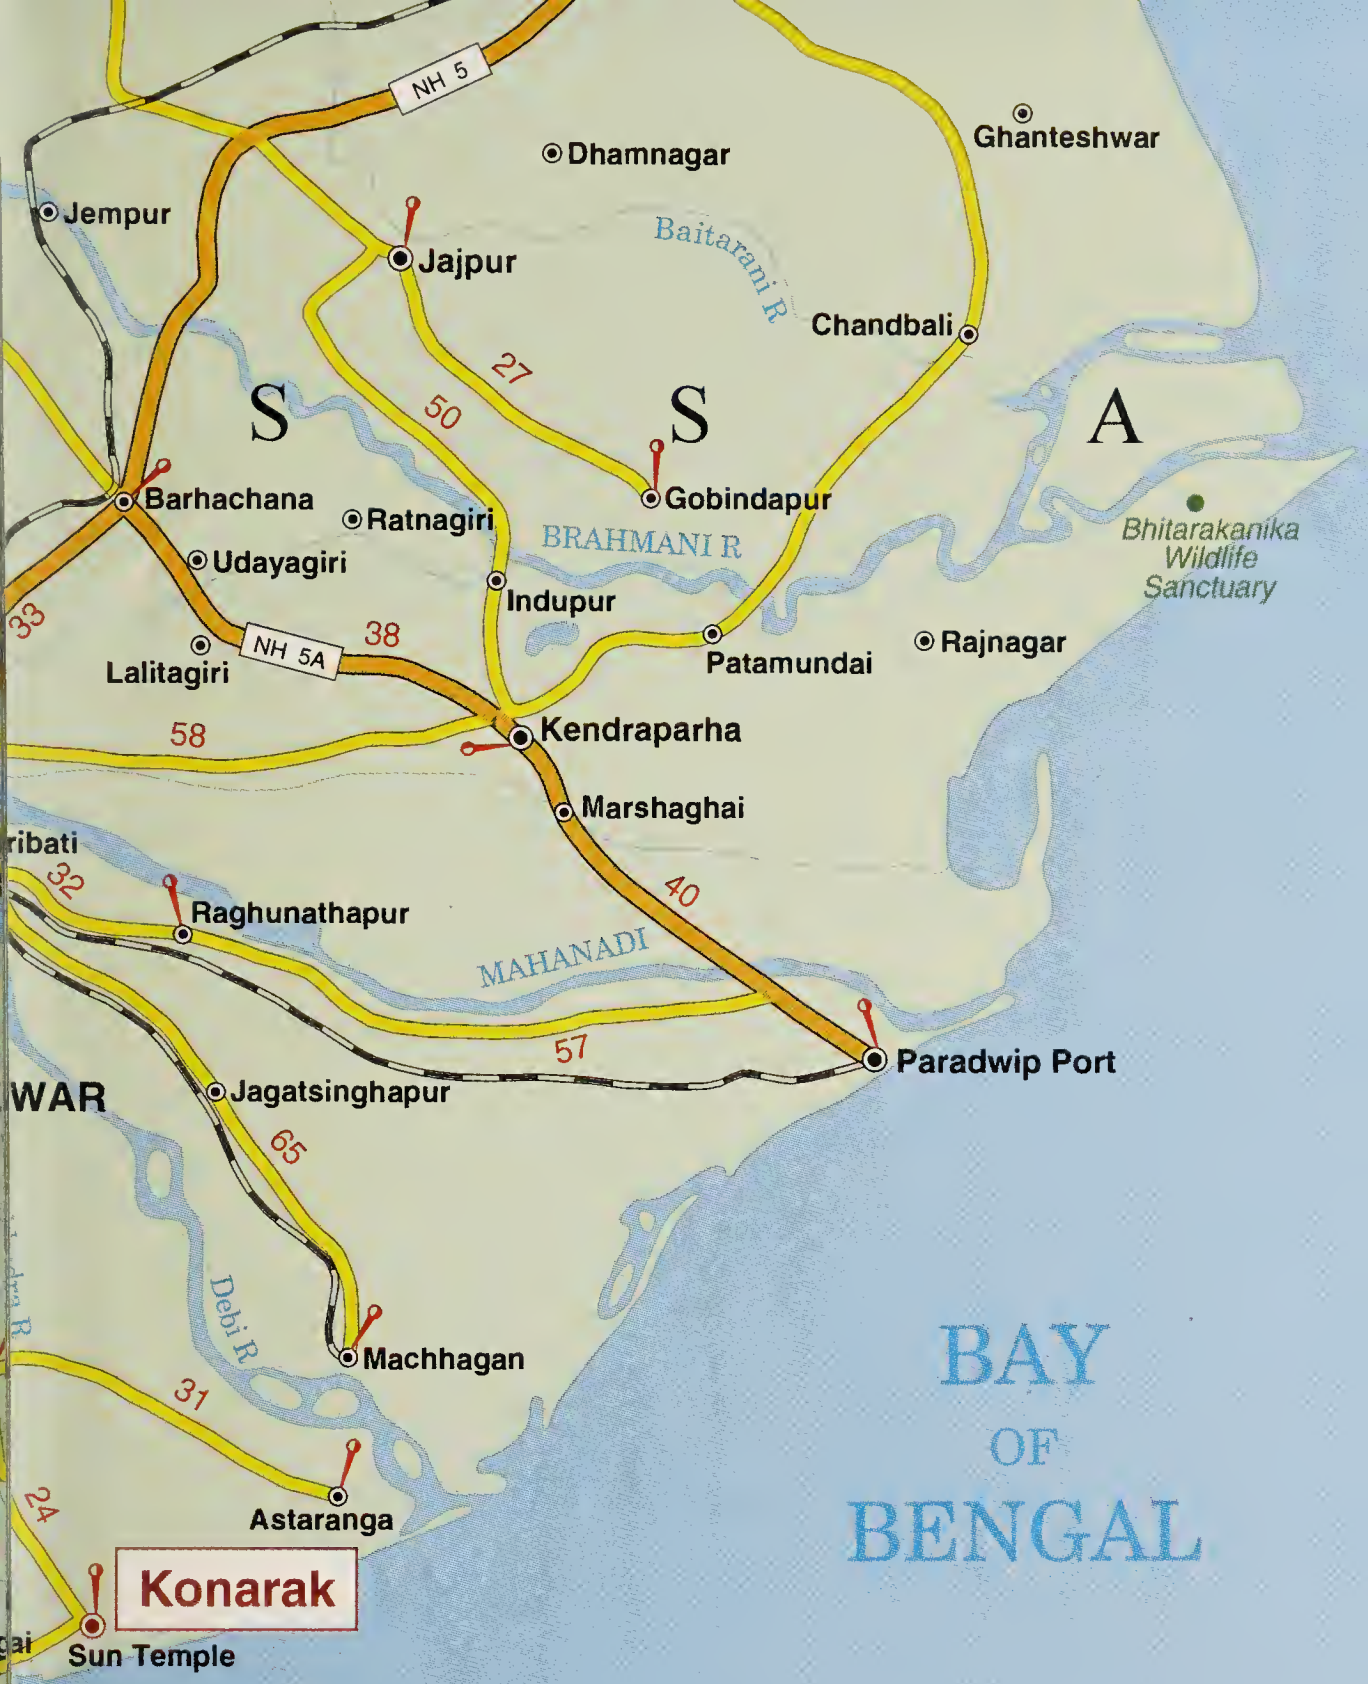 NH 5
Ghanteshwar
Dhamnagar
Jempur
Baitarani R
Jajpur
Chandbali
27
50
S
S
A
Barhachana
Gobindapur
Ratnagiri
Bhitarakanika
Wildlife
Sanctuary
BRAHMANI R
Udayagiri
Indupur
33
38
NH 5A
Rajnagar
Lalitagiri
Patamundai
58
Kendraparha
Marshaghai
ribati
32
40
Raghunathapur
MAHANADI
57
Paradwip Port
WAR
Jagatsinghapur
65
Debi R
dra R
Machhagan
BAY
OF
BENGAL
31
24
Astaranga
Konarak
gai
Sun Temple